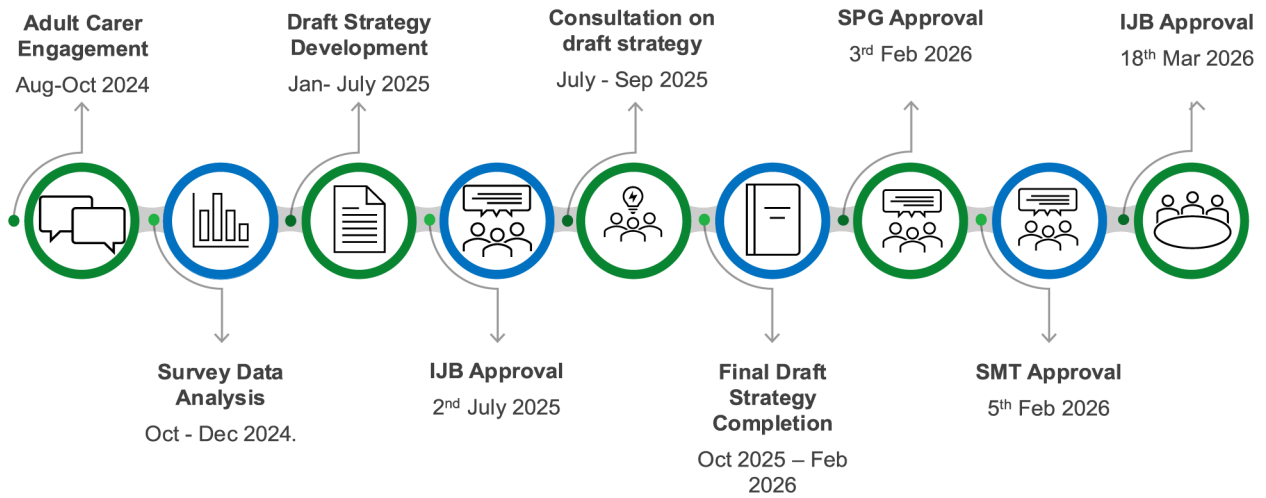 Adult Carer
Engagement
Aug-Oct 2024
Survey Data
Analysis
Oct - Dec 2024.
Draft Strategy
Development
Jan- July 2025
IJB Approval
2nd July 2025
Consultation on
draft strategy
July - Sep 2025
Final Draft
Strategy
Completion
Oct 2025 – Feb
2026
SPG Approval
3rd Feb 2026
SMT Approval
5th Feb 2026
IJB Approval
18th Mar 2026